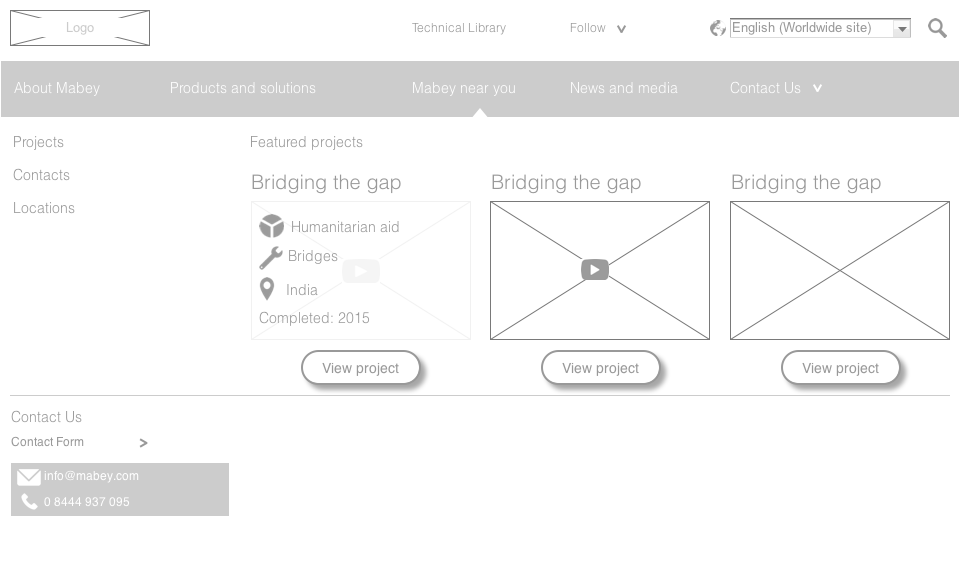 Logo
Technical Library
Follow
English (Worldwide site)
About Mabey
Products and solutions
Mabey near you
News and media
Contact Us
Projects
Contacts
Locations
Featured projects
Bridging the gap
Humanitarian aid
Bridges
India
Completed: 2015
View project
Bridging the gap
View project
Bridging the gap
View project
Contact Us
Contact Form
info@mabey.com
0 8444 937 095